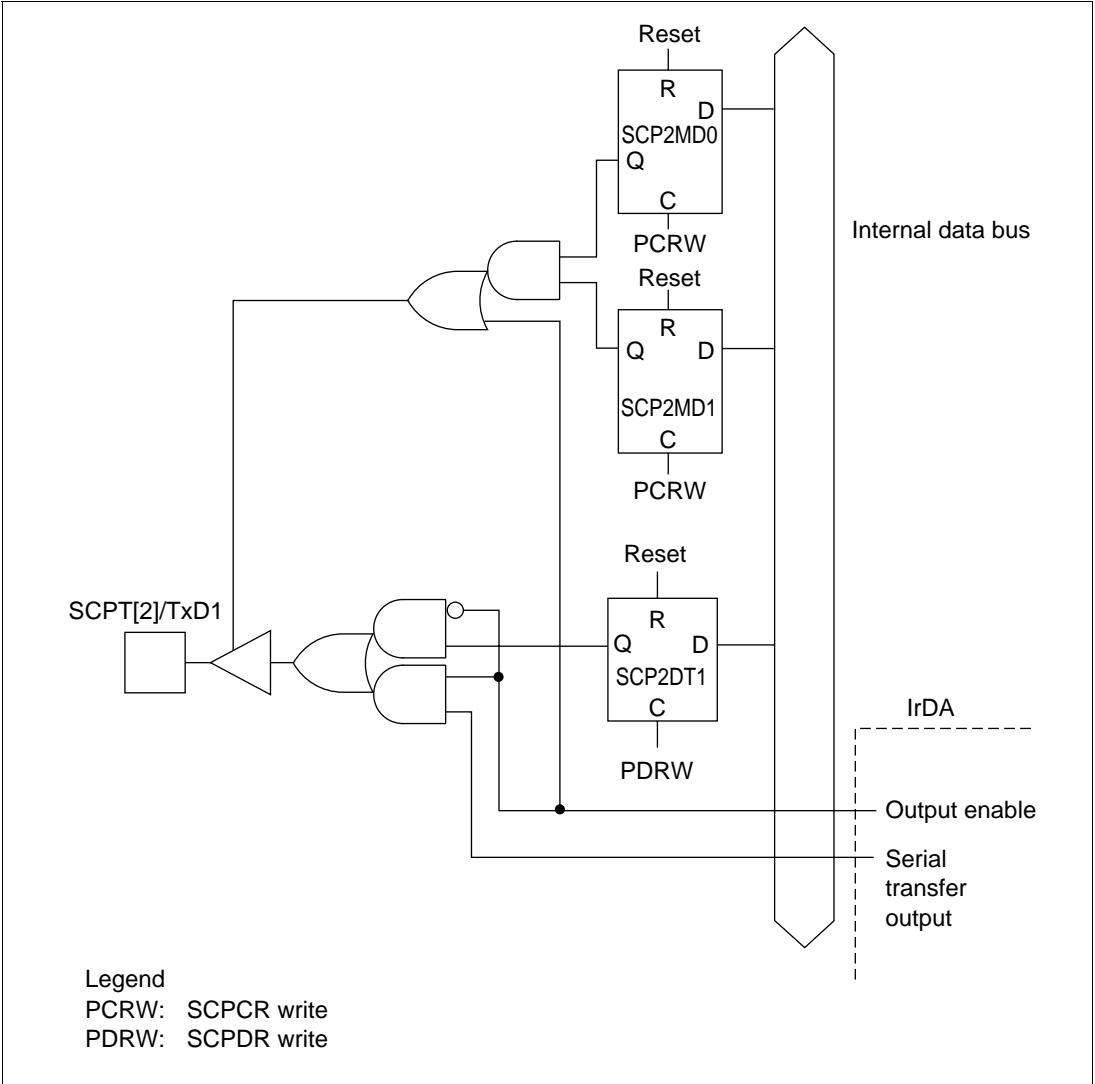 Reset
R
D
SCP2MD0
Q
C
PCRW
Internal data bus
Reset
R
Q
D
SCP2MD1
C
PCRW
Reset
SCPT[2]/TxD1
R
Q
D
SCP2DT1
C
PDRW
IrDA
Output enable
Serial
transfer
output
Legend
PCRW: SCPCR write
PDRW: SCPDR write